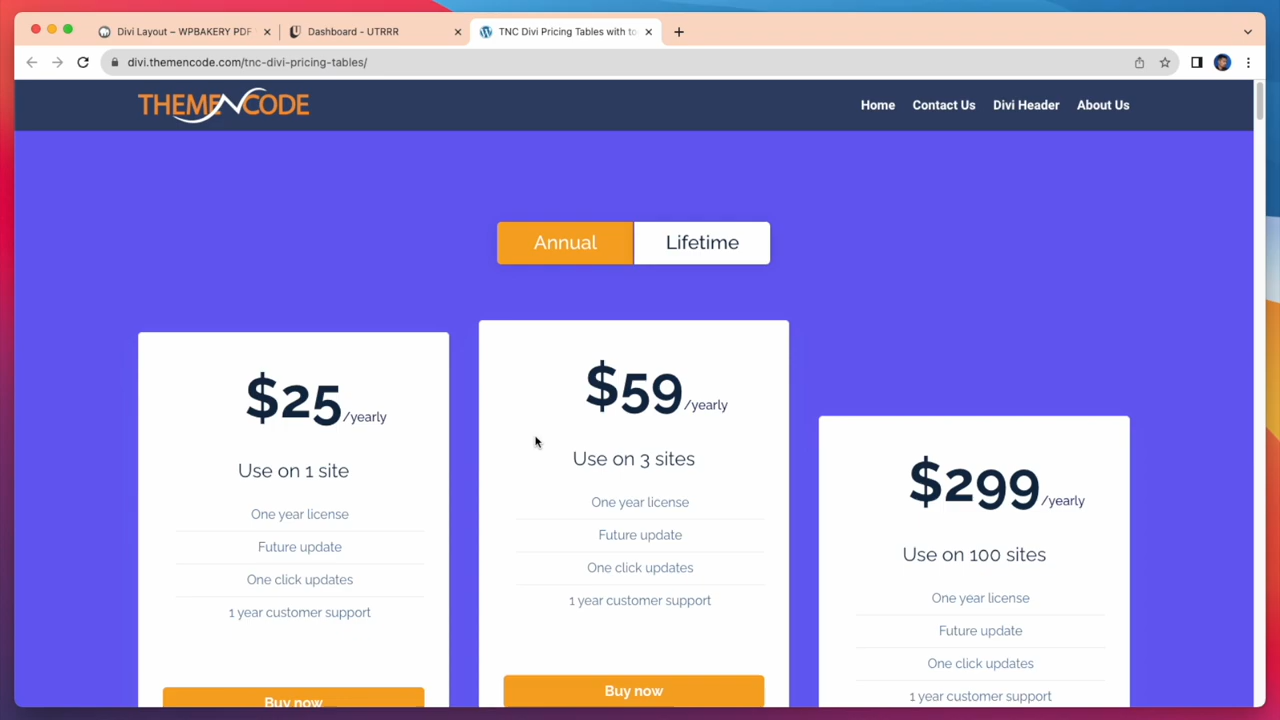 Divi Layout – WPBAKERY PDF
Dashboard - UTRRR
TNC Divi Pricing Tables with to
divi.themencode.com/tnc-divi-pricing-tables/
THEMENCODE
Home
Contact Us
Divi Header
About Us
Annual
Lifetime
$25/yearly
Use on 1 site
One year license
Future update
One click updates
1 year customer support
Buy now
$59/yearly
Use on 3 sites
One year license
Future update
One click updates
1 year customer support
Buy now
$299/yearly
Use on 100 sites
One year license
Future update
One click updates
1 year customer support